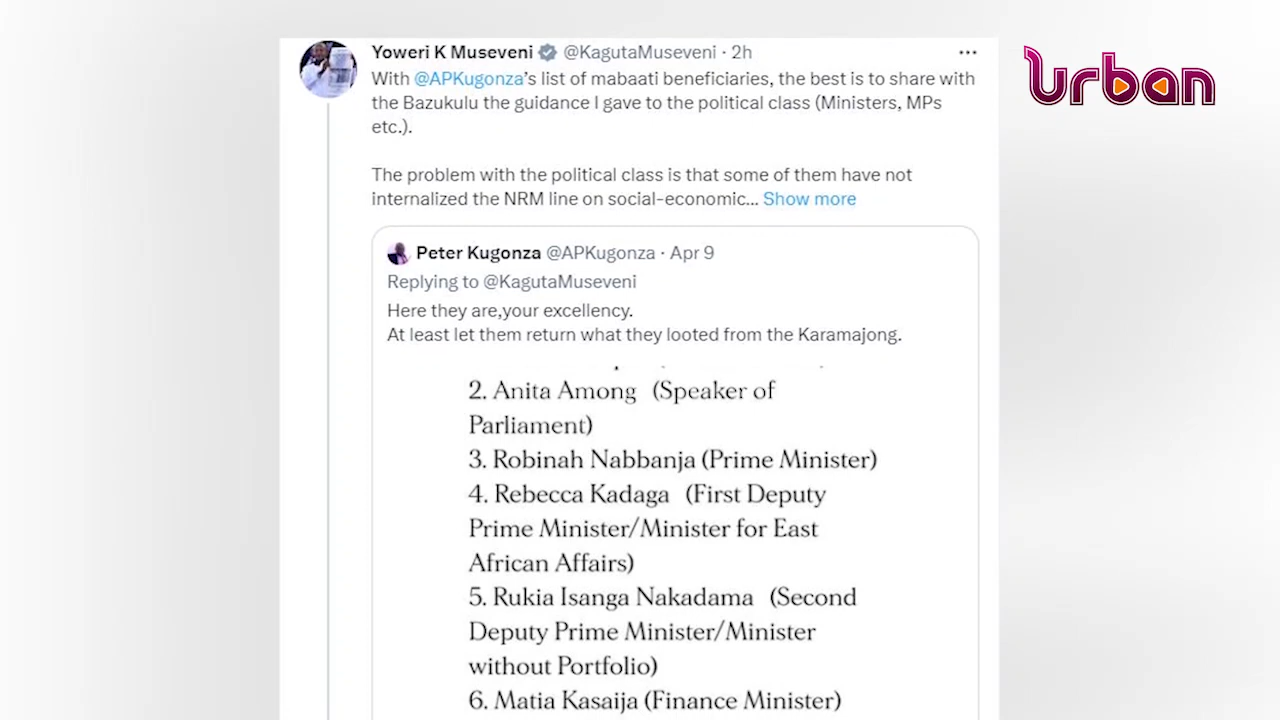 Yoweri K Museveni @KagutaMuseveni · 2h
With @APKugonza's list of mabaati beneficiaries, the best is to share with
the Bazukulu the guidance I gave to the political class (Ministers, MPs
etc.).
The problem with the political class is that some of them have not
internalized the NRM line on social-economic... Show more
Peter Kugonza @APKugonza · Apr 9
Replying to @KagutaMuseveni
Here they are,your excellency.
At least let them return what they looted from the Karamajong.
2. Anita Among (Speaker of
Parliament)
3. Robinah Nabbanja (Prime Minister)
4. Rebecca Kadaga (First Deputy
Prime Minister/Minister for East
African Affairs)
5. Rukia Isanga Nakadama (Second
Deputy Prime Minister/Minister
without Portfolio)
6. Matia Kasaija (Finance Minister)
Urban